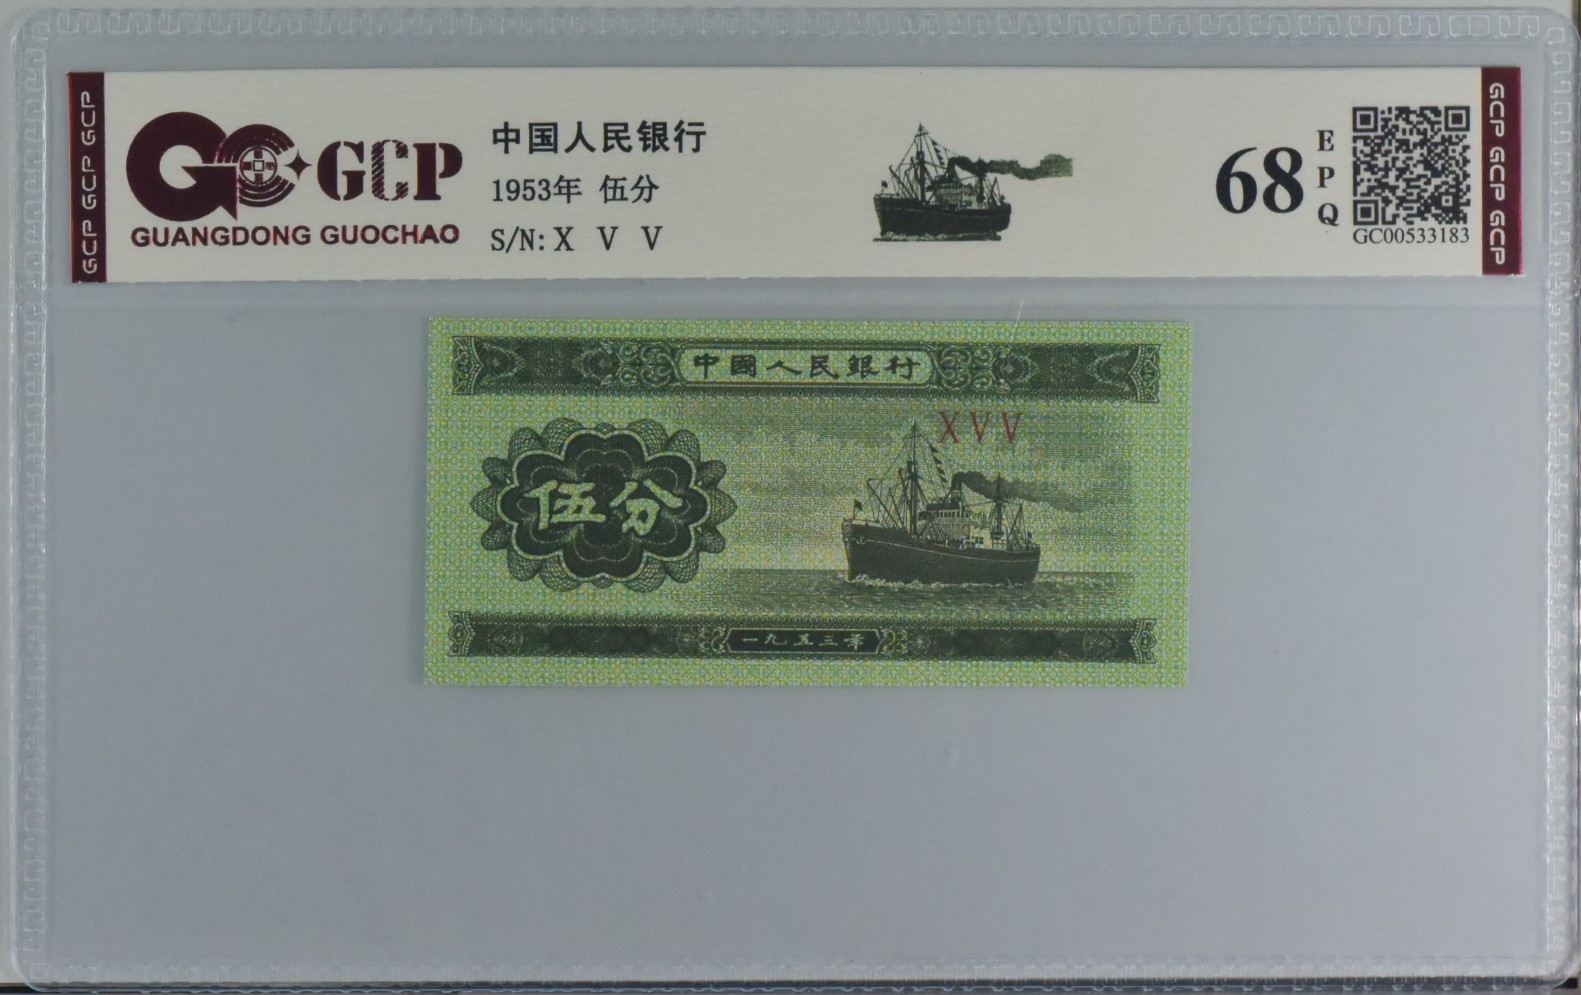 GCP GCP GCP
GCP
GUANGDONG GUOCHAO
中国人民银行
1953年 伍分
S/N: X V V
68
EPQ
GC00533183
GCP GCP GCP
中國人民銀行
XVV
伍分
一九五三年